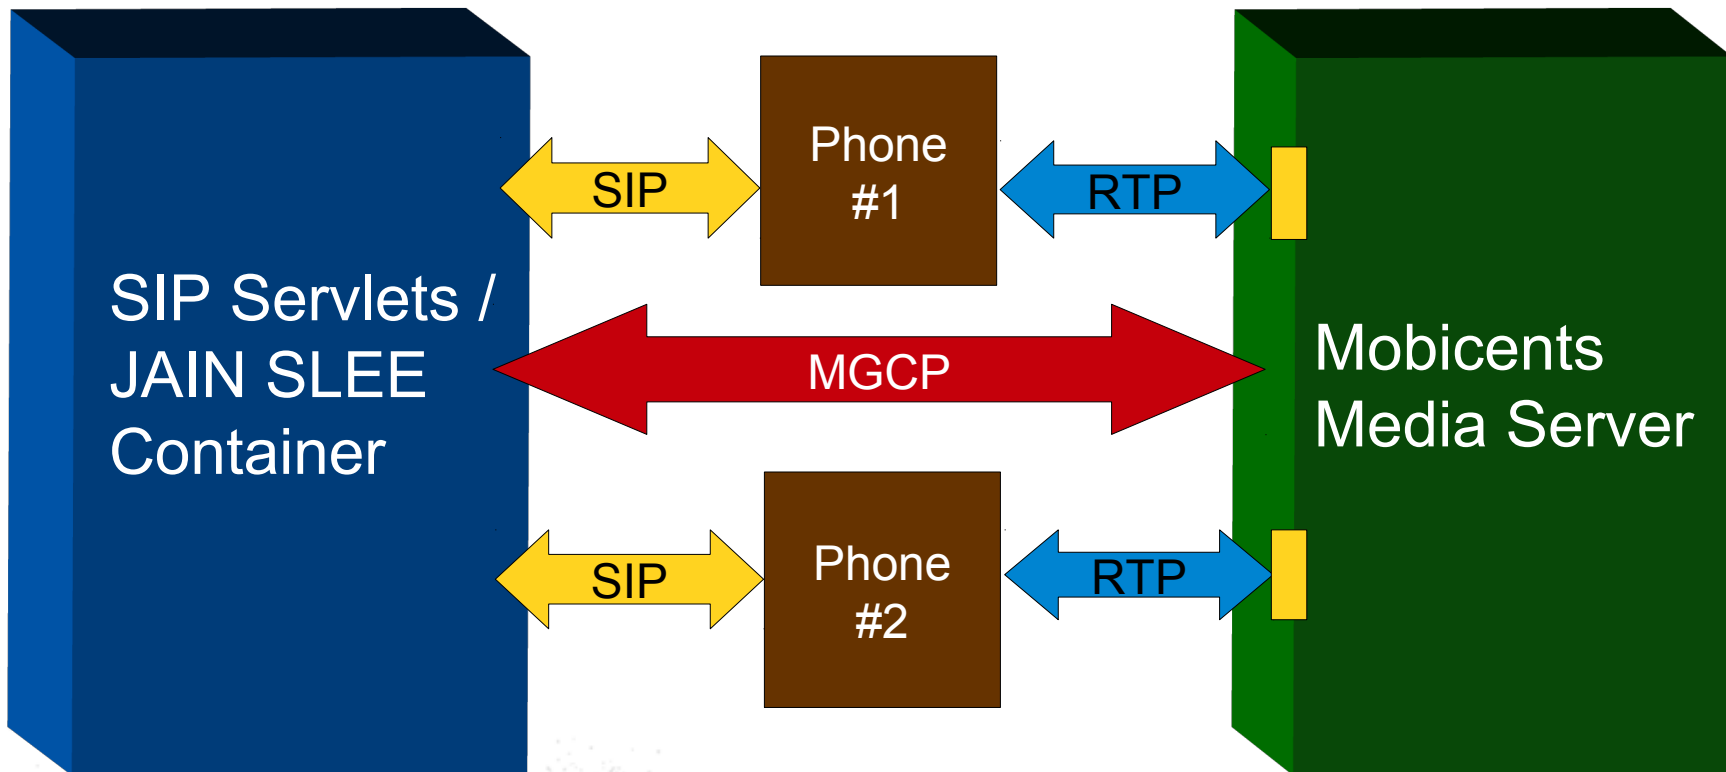 SIP Servlets /
JAIN SLEE
Container
SIP
Phone
#1
RTP
MGCP
SIP
Phone
#2
RTP
Mobicents
Media Server